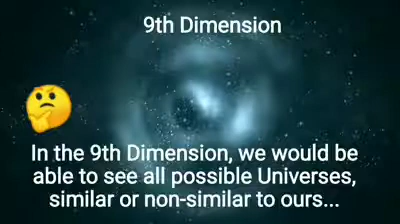 9th Dimension
In the 9th Dimension, we would be
able to see all possible Universes,
similar or non-similar to ours...